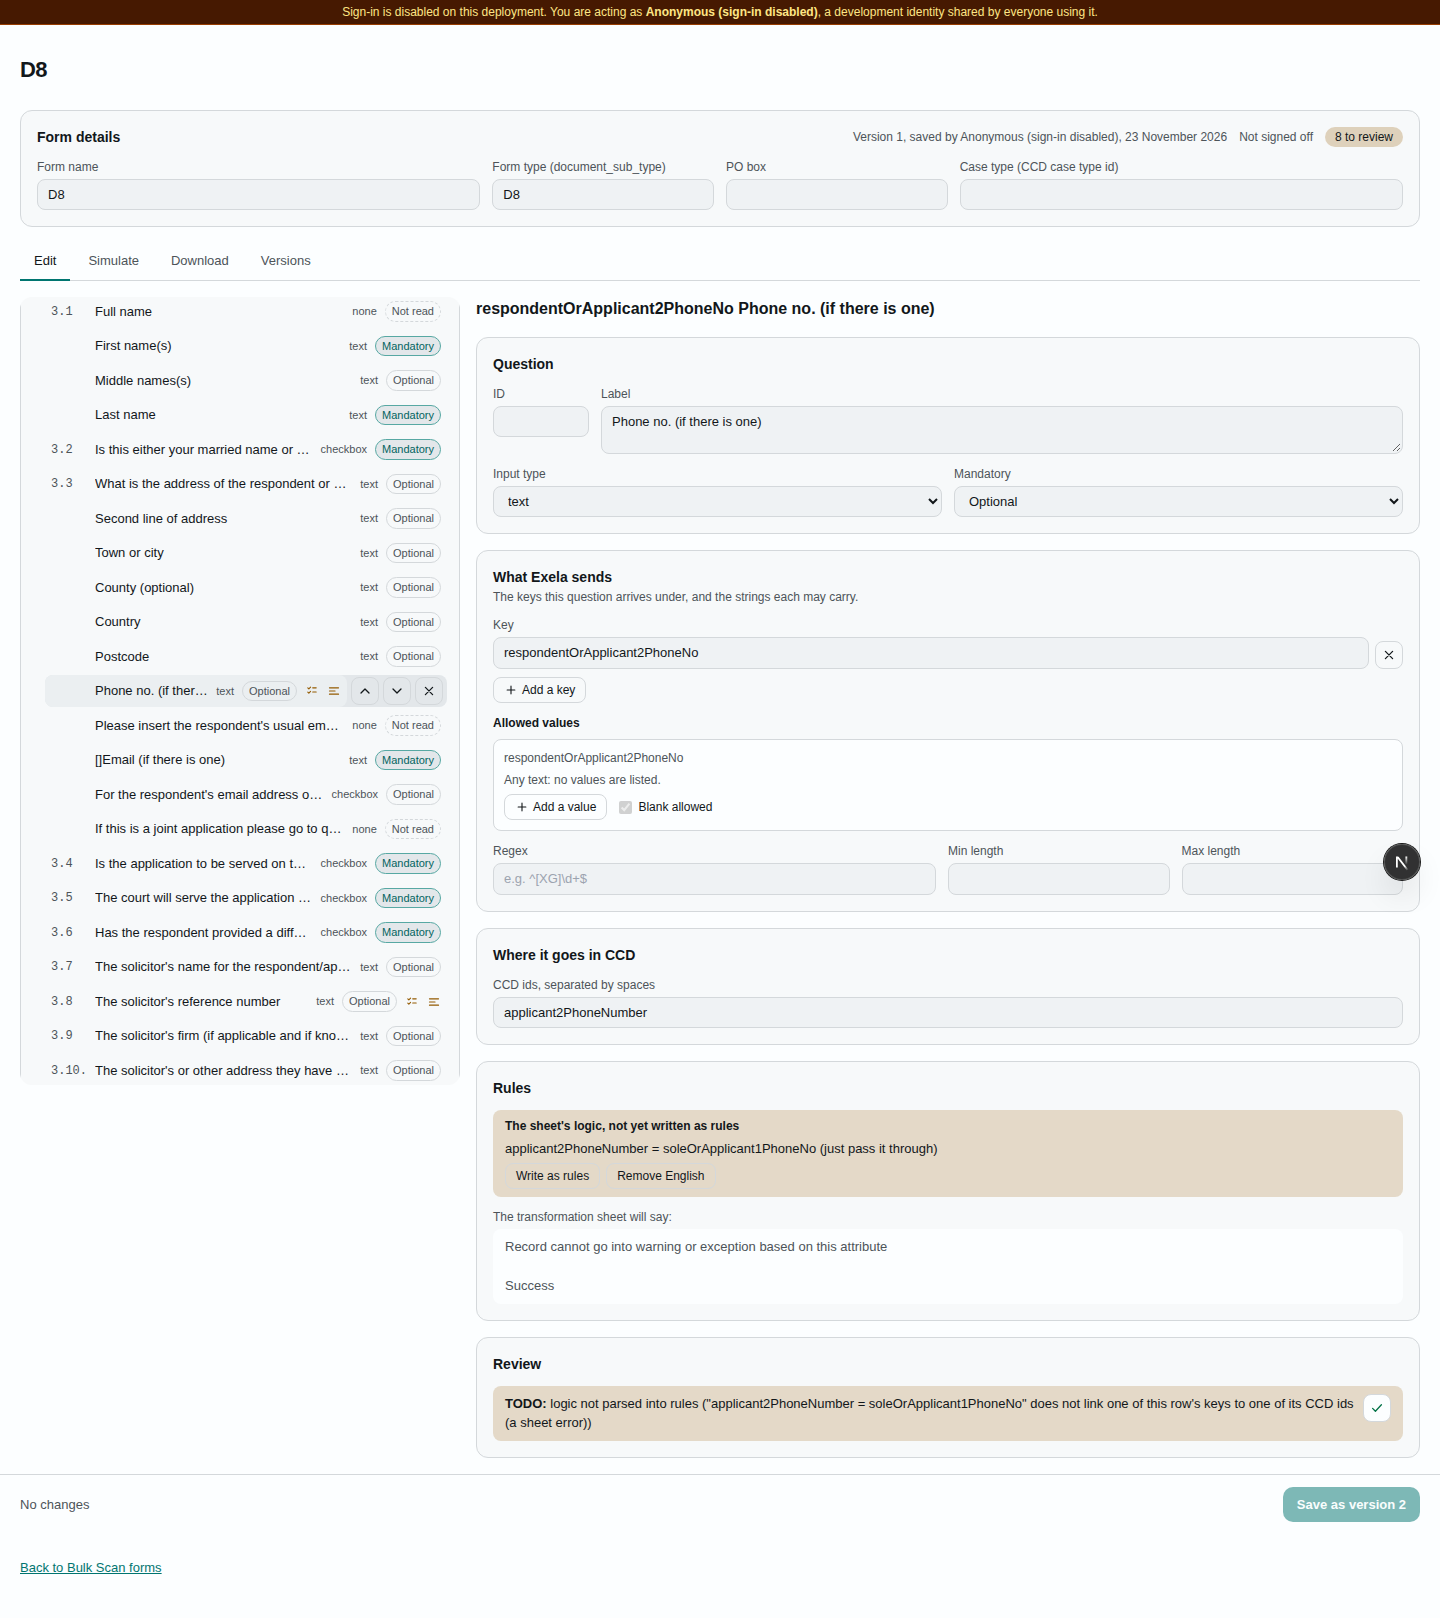 Sign-in is disabled on this deployment. You are acting as Anonymous (sign-in disabled), a development identity shared by everyone using it.
D8
Form details
Version 1, saved by Anonymous (sign-in disabled), 23 November 2026 Not signed off 8 to review
Form name Form type (document_sub_type) PO box Case type (CCD case type id)
D8 D8
Edit Simulate Download Versions
3.1 Full name none Not read
First name(s) text Mandatory
Middle names(s) text Optional
Last name text Mandatory
3.2 Is this either your married name or … checkbox Mandatory
3.3 What is the address of the respondent or … text Optional
Second line of address text Optional
Town or city text Optional
County (optional) text Optional
Country text Optional
Postcode text Optional
Phone no. (if ther… text Optional
Please insert the respondent's usual em… none Not read
[]Email (if there is one) text Mandatory
For the respondent's email address o… checkbox Optional
If this is a joint application please go to q… none Not read
3.4 Is the application to be served on t… checkbox Mandatory
3.5 The court will serve the application … checkbox Mandatory
3.6 Has the respondent provided a diff… checkbox Mandatory
3.7 The solicitor's name for the respondent/ap… text Optional
3.8 The solicitor's reference number text Optional
3.9 The solicitor's firm (if applicable and if kno… text Optional
3.10. The solicitor's or other address they have … text Optional
respondentOrApplicant2PhoneNo Phone no. (if there is one)
Question
ID Label
Phone no. (if there is one)
Input type Mandatory
text Optional
What Exela sends
The keys this question arrives under, and the strings each may carry.
Key
respondentOrApplicant2PhoneNo
Add a key
Allowed values
respondentOrApplicant2PhoneNo
Any text: no values are listed.
Add a value Blank allowed
Regex Min length Max length
e.g. ^[XG]\d+$
Where it goes in CCD
CCD ids, separated by spaces
applicant2PhoneNumber
Rules
The sheet's logic, not yet written as rules
applicant2PhoneNumber = soleOrApplicant1PhoneNo (just pass it through)
Write as rules Remove English
The transformation sheet will say:
Record cannot go into warning or exception based on this attribute
Success
Review
TODO: logic not parsed into rules ("applicant2PhoneNumber = soleOrApplicant1PhoneNo" does not link one of this row's keys to one of its CCD ids
(a sheet error))
No changes Save as version 2
Back to Bulk Scan forms